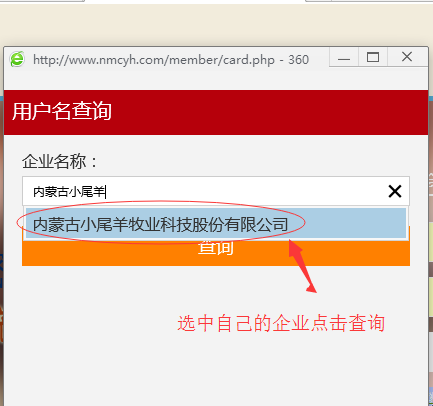 http://www.nmcyh.com/member/card.php - 360
用户名查询
企业名称：
内蒙古小尾羊
内蒙古小尾羊牧业科技股份有限公司
查询
选中自己的企业点击查询